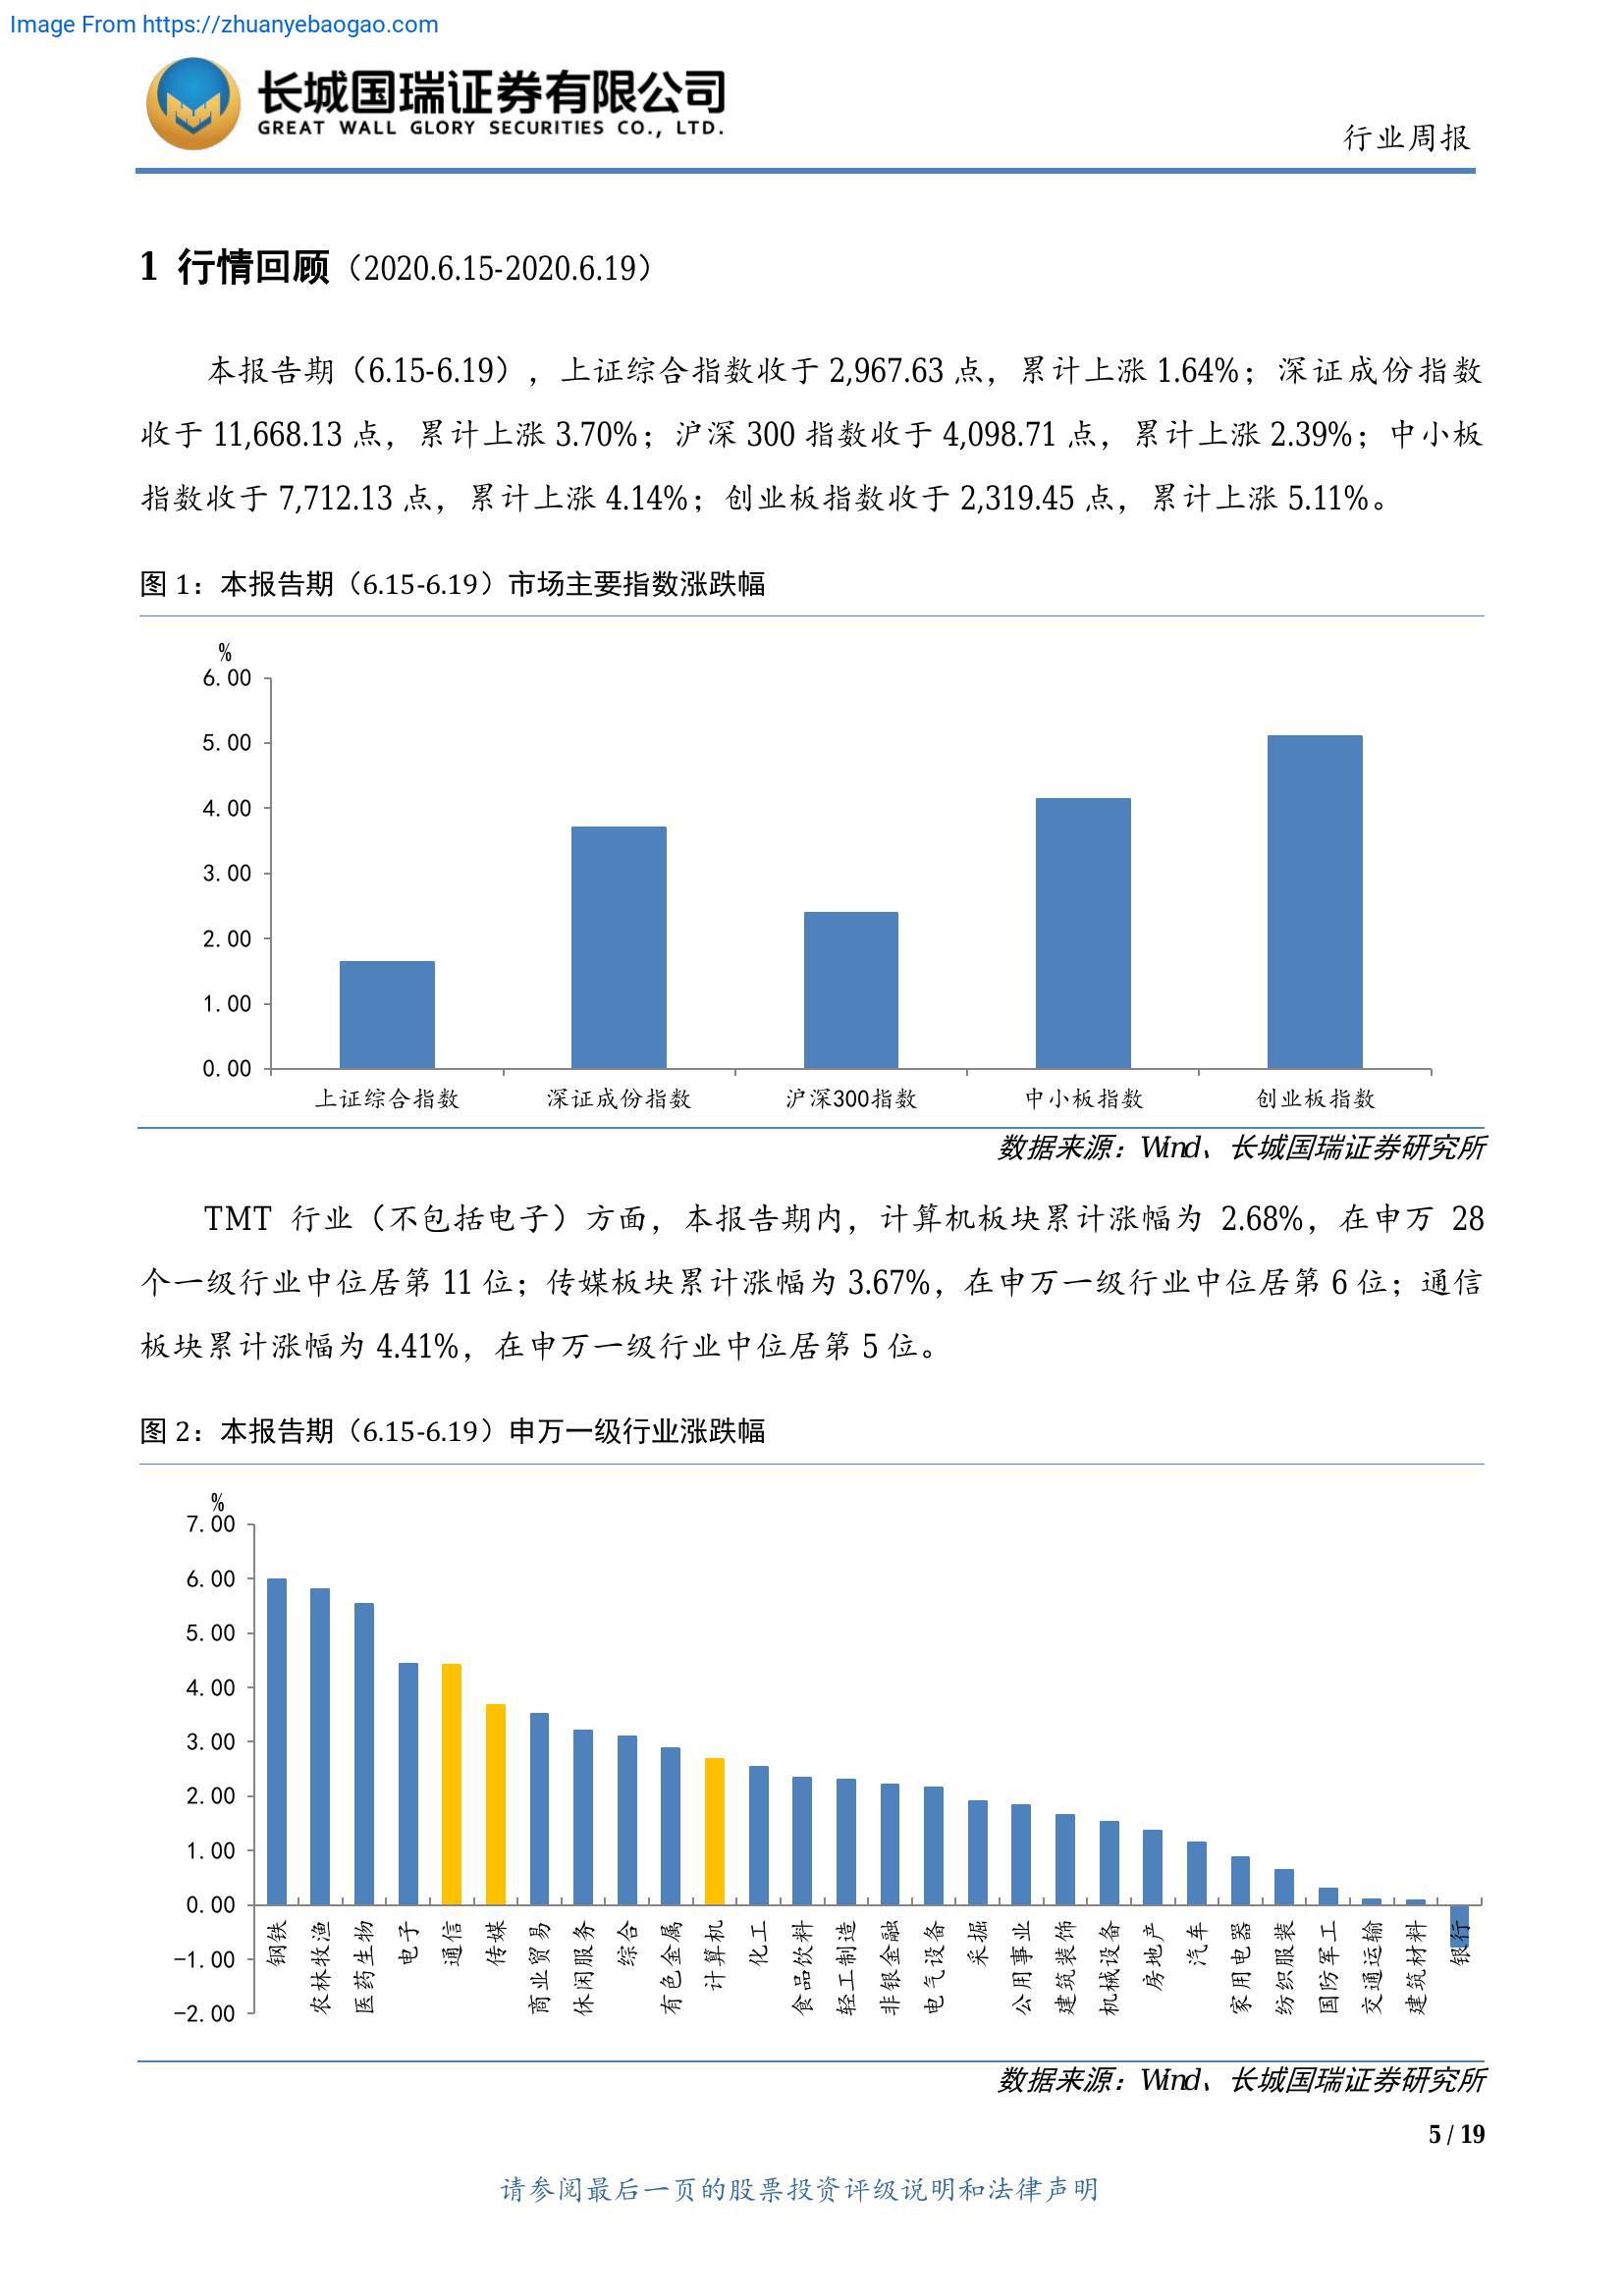 Image From https://zhuanyebaogao.com
长城国瑞证券有限公司
GREAT WALL GLORY SECURITIES CO., LTD.
行业周报
1 行情回顾（2020.6.15-2020.6.19）
本报告期（6.15-6.19），上证综合指数收于 2,967.63 点，累计上涨 1.64%；深证成份指数
收于 11,668.13 点，累计上涨 3.70%；沪深 300 指数收于 4,098.71 点，累计上涨 2.39%；中小板
指数收于 7,712.13 点，累计上涨 4.14%；创业板指数收于 2,319.45 点，累计上涨 5.11%。
图 1：本报告期（6.15-6.19）市场主要指数涨跌幅
%
6.00
5.00
4.00
3.00
2.00
1.00
0.00
上证综合指数
深证成份指数
沪深300指数
中小板指数
创业板指数
数据来源：Wind、长城国瑞证券研究所
TMT 行业（不包括电子）方面，本报告期内，计算机板块累计涨幅为 2.68%，在申万 28
个一级行业中位居第 11 位；传媒板块累计涨幅为 3.67%，在申万一级行业中位居第 6 位；通信
板块累计涨幅为 4.41%，在申万一级行业中位居第 5 位。
图 2：本报告期（6.15-6.19）申万一级行业涨跌幅
%
7.00
6.00
5.00
4.00
3.00
2.00
1.00
0.00
-1.00
-2.00
钢铁
农林牧渔
医药生物
电子
通信
传媒
商业贸易
休闲服务
综合
有色金属
计算机
化工
食品饮料
轻工制造
非银金融
电气设备
采掘
公用事业
建筑装饰
机械设备
房地产
汽车
家用电器
纺织服装
国防军工
交通运输
建筑材料
银行
数据来源：Wind、长城国瑞证券研究所
5 / 19
请参阅最后一页的股票投资评级说明和法律声明